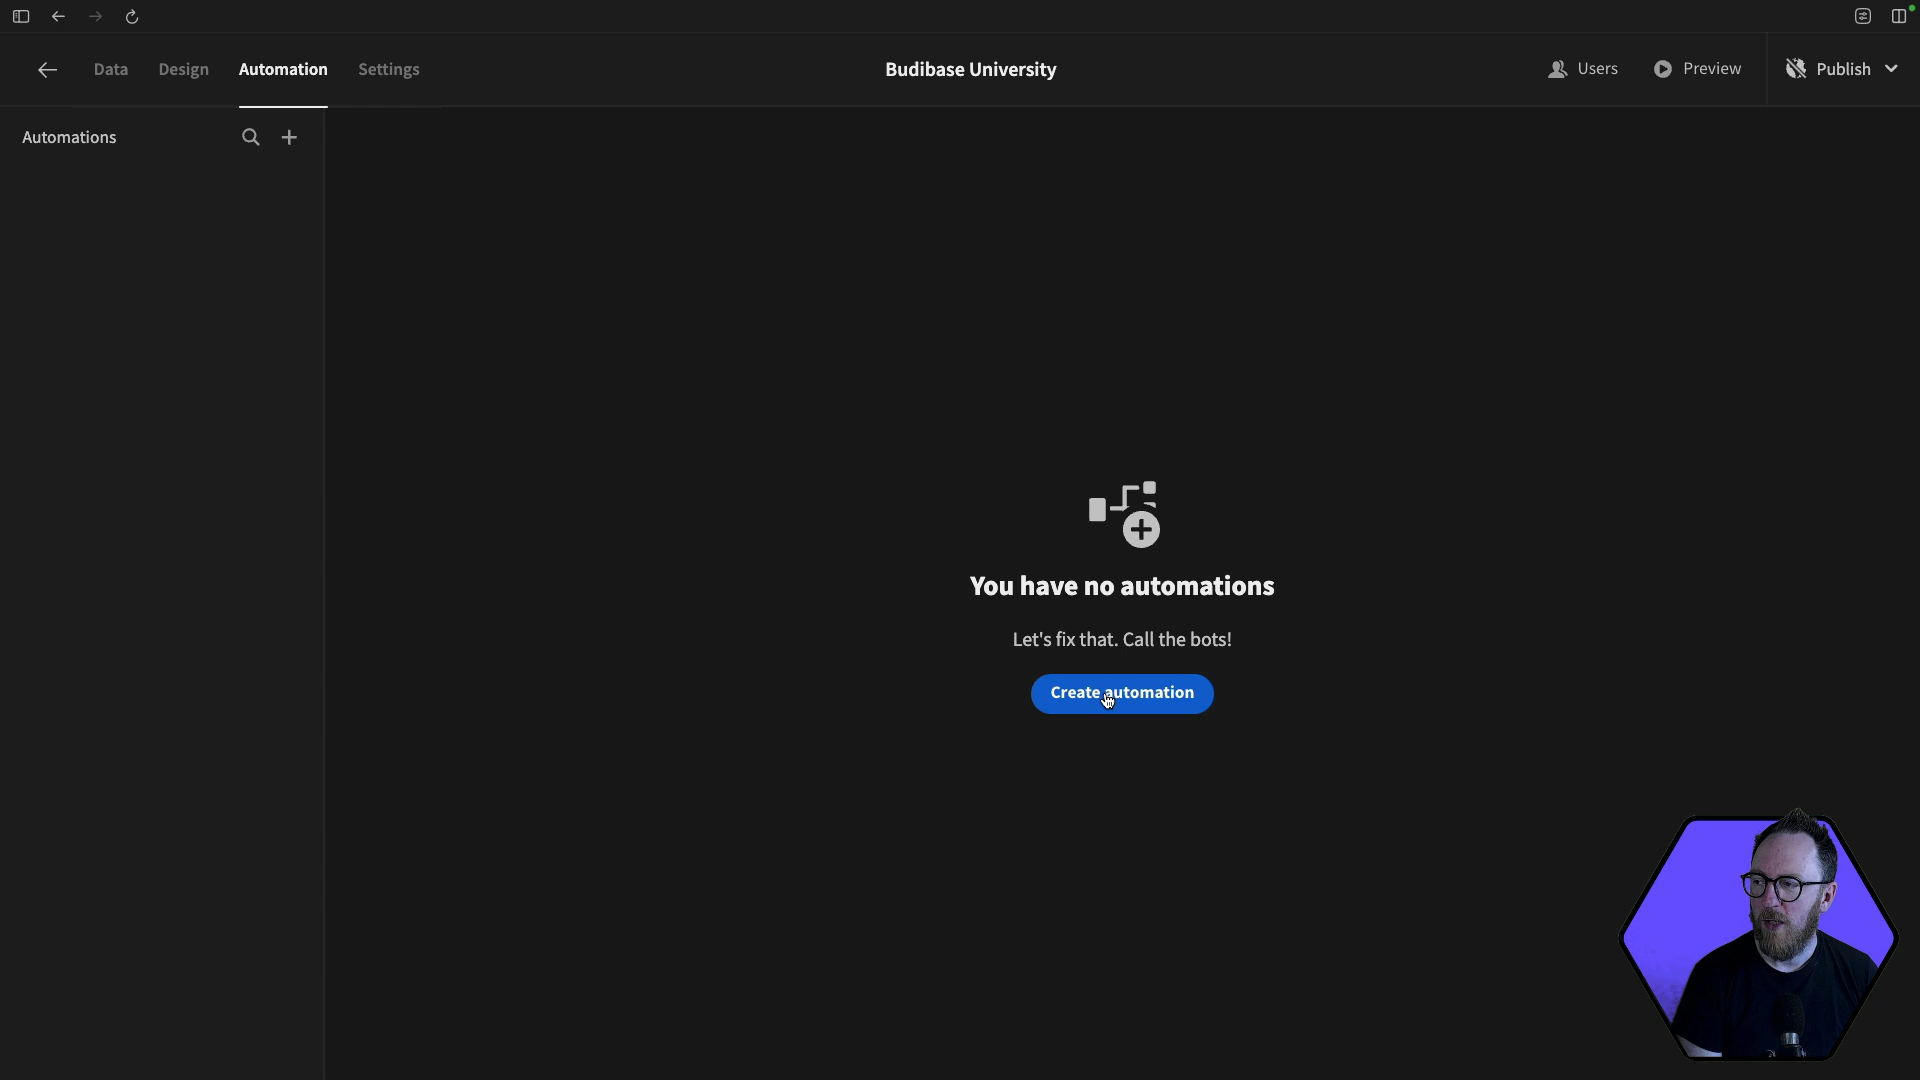 Data
Design
Automation
Settings
Budibase University
Users
Preview
Publish
Automations
You have no automations
Let's fix that. Call the bots!
Create automation